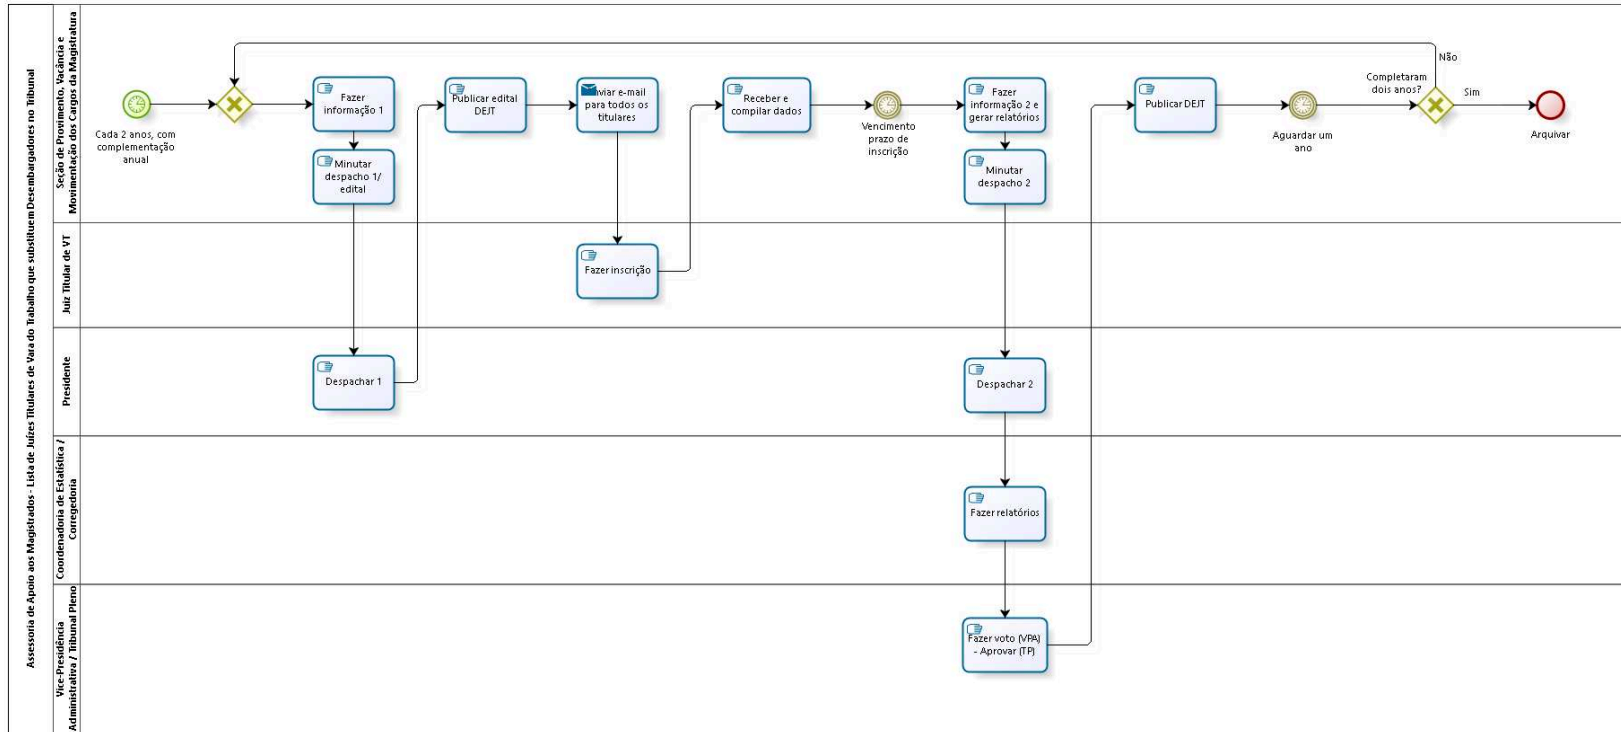 Assessoria de Apoio aos Magistrados - Lista de Juízes Titulares de Vara do Trabalho que substituem Desembargadores no Tribunal
Seção de Provimento, Vacância e
Movimentação dos Cargos da Magistratura
Cada 2 anos, com
complementação
anual
Fazer
informação 1
Minutar
despacho 1/
edital
Publicar edital
DEJT
Enviar e-mail
para todos os
titulares
Receber e
compilar dados
Vencimento
prazo de
inscrição
Fazer
informação 2 e
gerar relatórios
Minutar
despacho 2
Publicar DEJT
Aguardar um
ano
Completaram
dois anos?
Não
Sim
Arquivar
Juiz Titular de VT
Fazer inscrição
Presidente
Despachar 1
Despachar 2
Coordenadoria de Estatística /
Corregedoria
Fazer relatórios
Vice-Presidência
Administrativa / Tribunal Pleno
Fazer voto (VPA)
- Aprovar (TP)